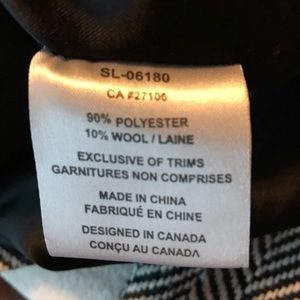 SL-06180
CA #27106
90% POLYESTER
10% WOOL / LAINE
EXCLUSIVE OF TRIMS
GARNITURES NON COMPRISES
MADE IN CHINA
FABRIQUÉ EN CHINE
DESIGNED IN CANADA
CONÇU AU CANADA